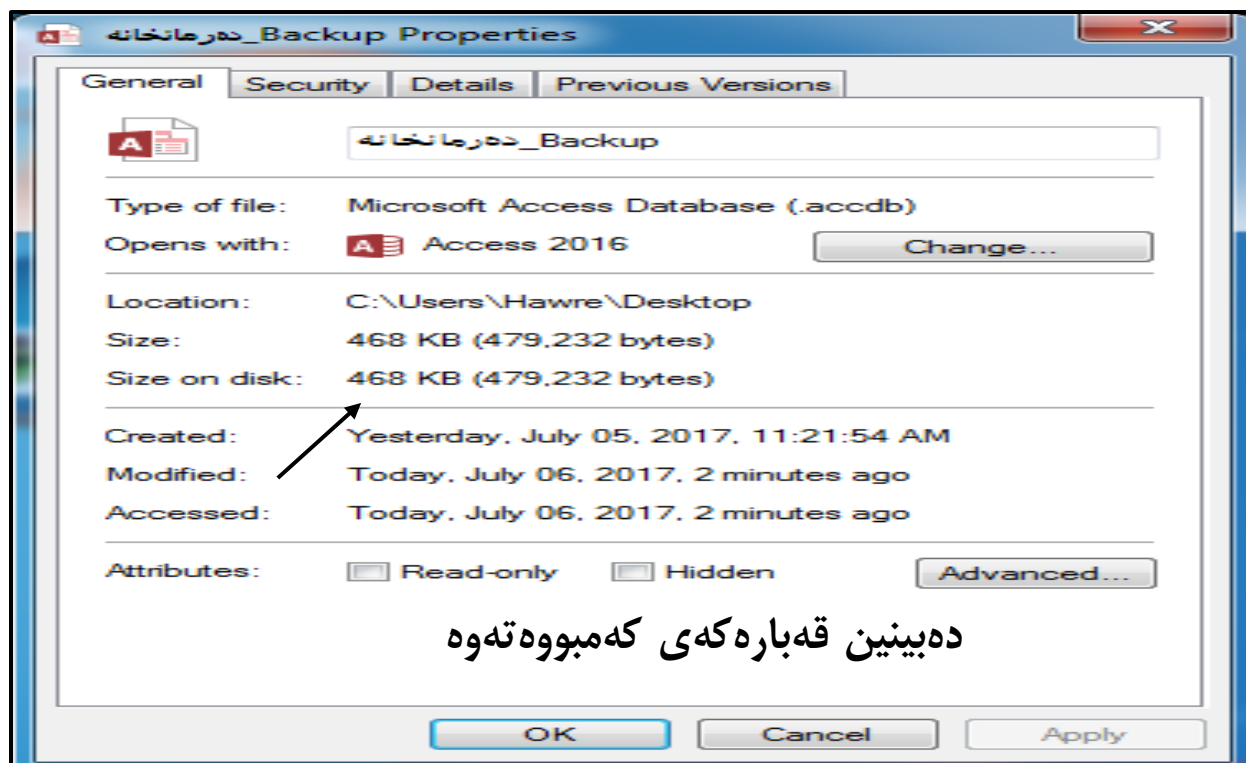 دەرمانخانە_Backup Properties
General Security Details Previous Versions
دەرمانخانە_Backup
Type of file: Microsoft Access Database (.accdb)
Opens with: Access 2016 Change...
Location: C:\Users\Hawre\Desktop
Size: 468 KB (479,232 bytes)
Size on disk: 468 KB (479,232 bytes)
Created: Yesterday, July 05, 2017, 11:21:54 AM
Modified: Today, July 06, 2017, 2 minutes ago
Accessed: Today, July 06, 2017, 2 minutes ago
Attributes: Read-only Hidden Advanced...
دەبینین قەبارەکەی کەمبووەتەوە
OK Cancel Apply